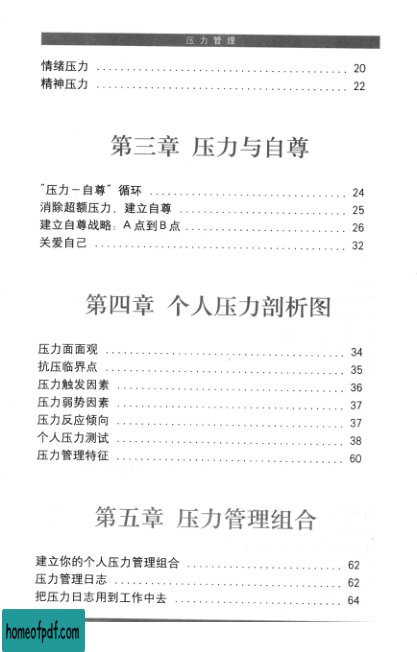 压力管理
情绪压力 ........................................ 20
精神压力 ........................................ 22
第三章 压力与自尊
“压力－自尊”循环 ........................................ 24
消除超额压力，建立自尊 ........................................ 25
建立自尊战略：A点到B点 ........................................ 26
关爱自己 ........................................ 32
第四章 个人压力剖析图
压力面面观 ........................................ 34
抗压临界点 ........................................ 35
压力触发因素 ........................................ 36
压力弱势因素 ........................................ 37
压力反应倾向 ........................................ 37
个人压力测试 ........................................ 38
压力管理特征 ........................................ 60
第五章 压力管理组合
建立你的个人压力管理组合 ........................................ 62
压力管理日志 ........................................ 62
把压力日志用到工作中去 ........................................ 64
homeofpdf.com